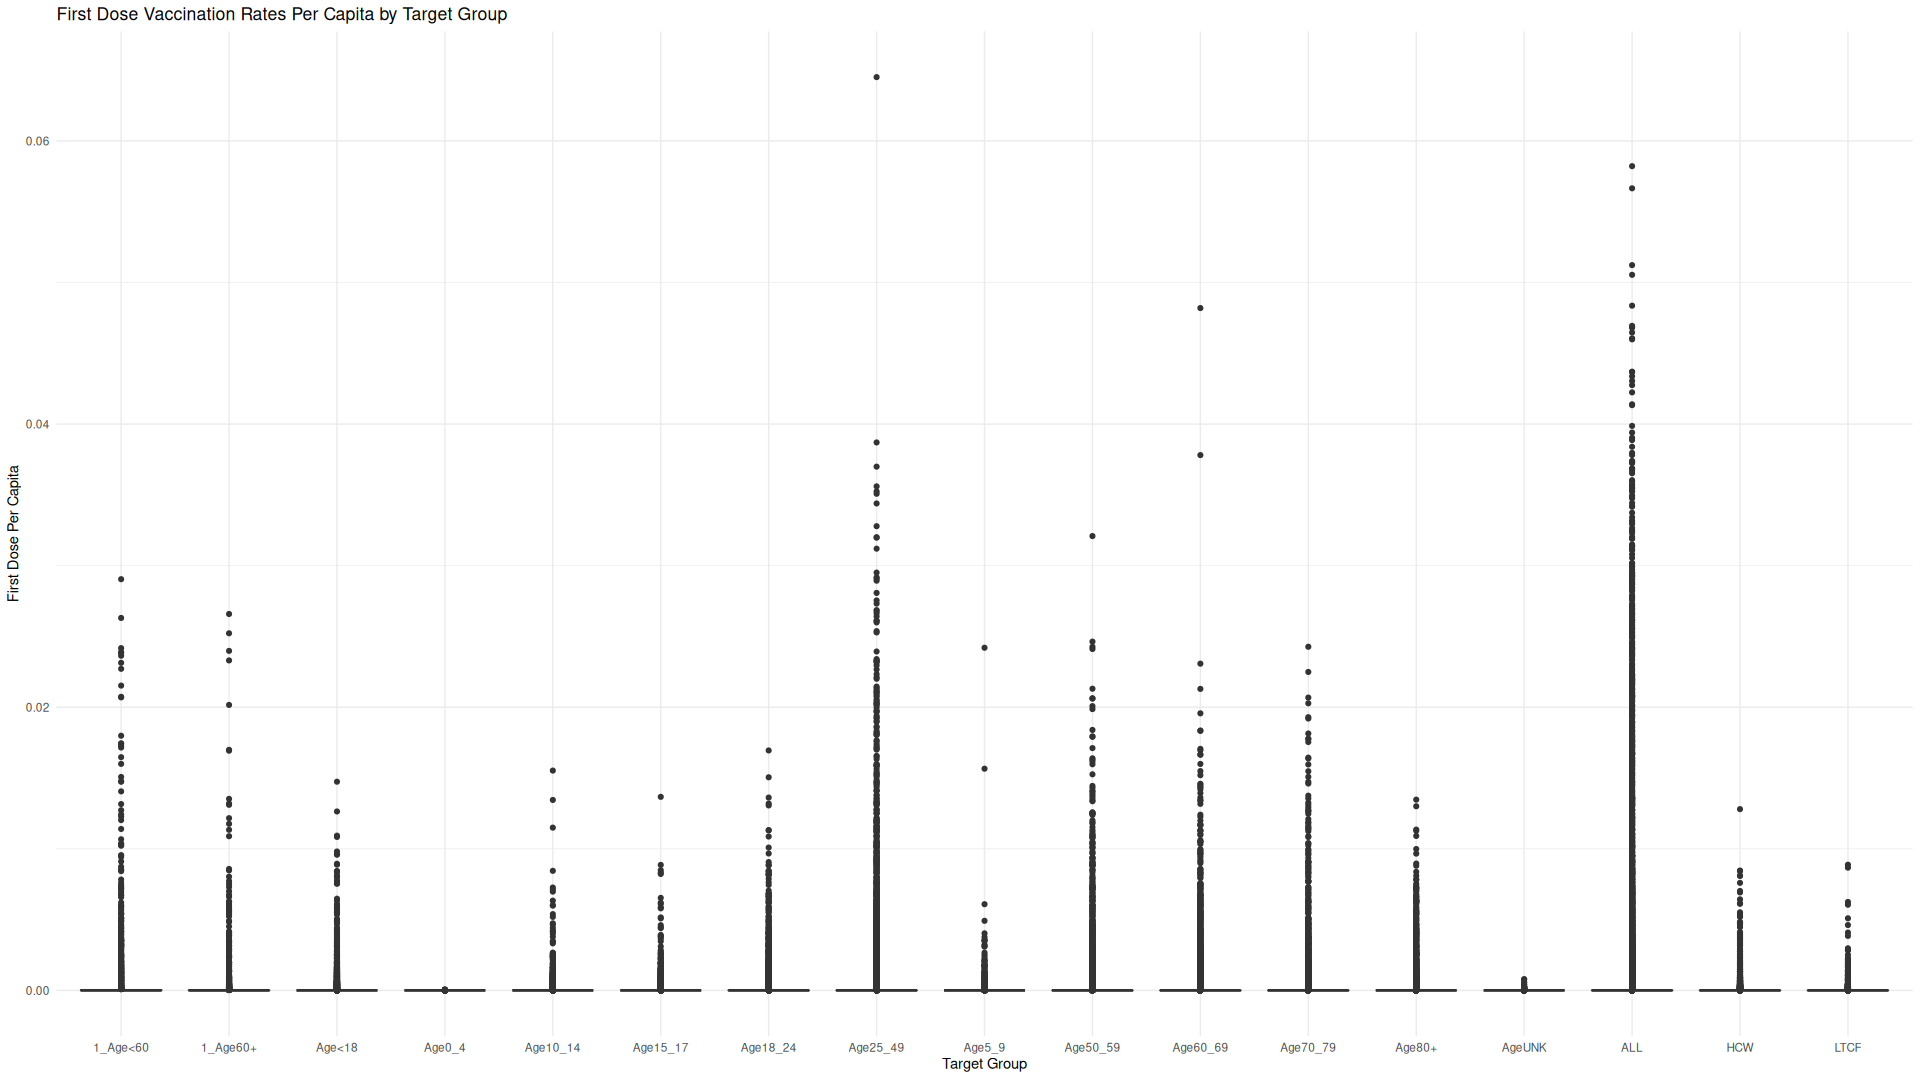 First Dose Vaccination Rates Per Capita by Target Group
First Dose Per Capita
0.06
0.04
0.02
0.00
1_Age<60 1_Age60+ Age<18 Age0_4 Age10_14 Age15_17 Age18_24 Age25_49 Age5_9 Age50_59 Age60_69 Age70_79 Age80+ AgeUNK ALL HCW LTCF
Target Group